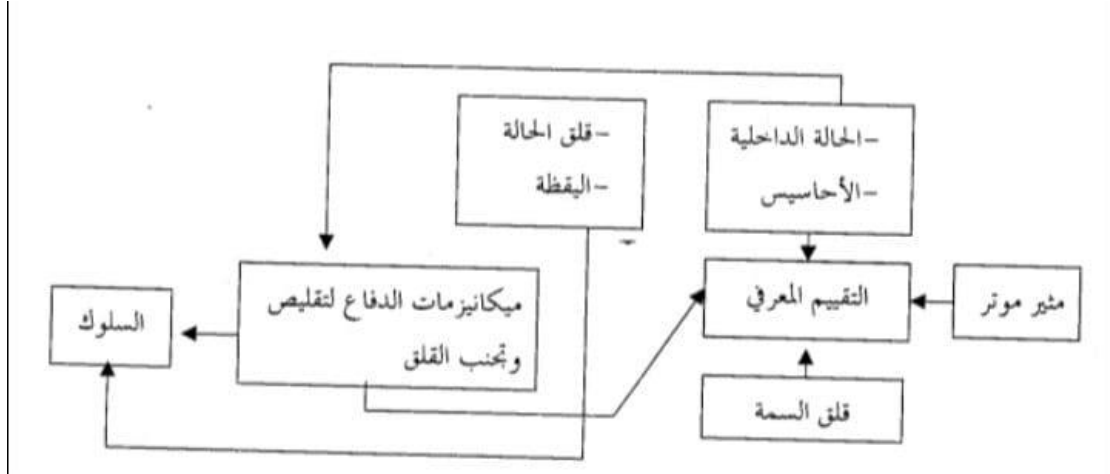 -الحالة الداخلية
-الأحاسيس
-قلق الحالة
-اليقظة
مثير موتر
التقييم المعرفي
ميكانيزمات الدفاع لتقليص
وتجنب القلق
السلوك
قلق السمة